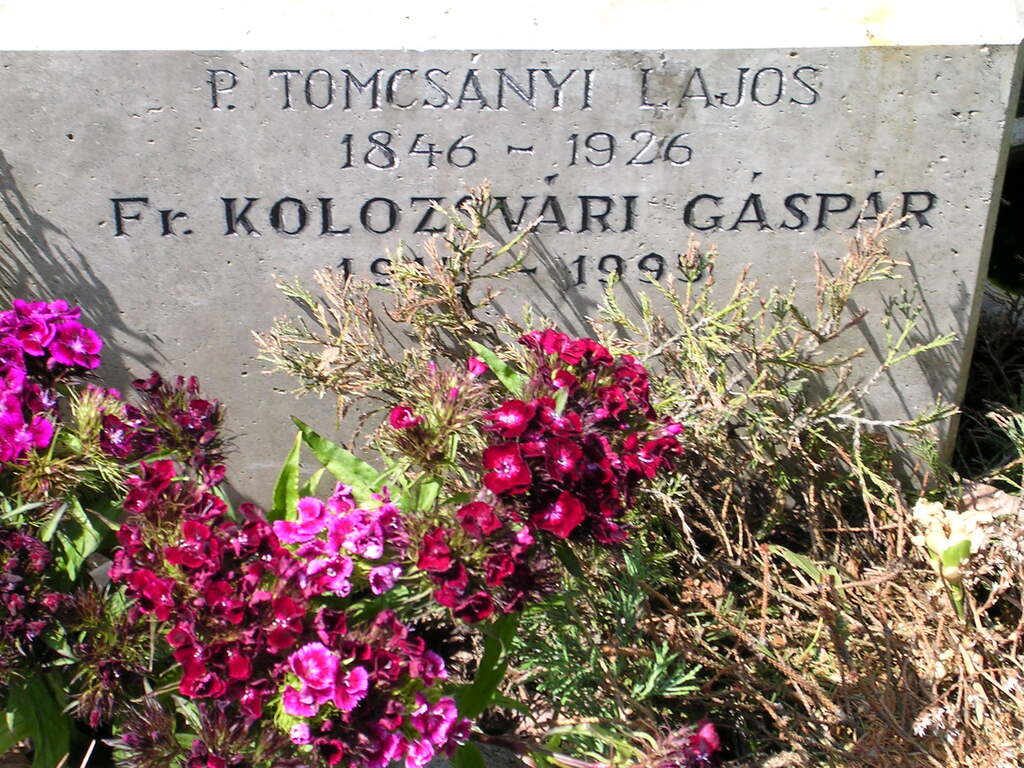 P. TOMCSÁNYI LAJOS
1846 - 1926
Fr. KOLOZSVÁRI GÁSPÁR